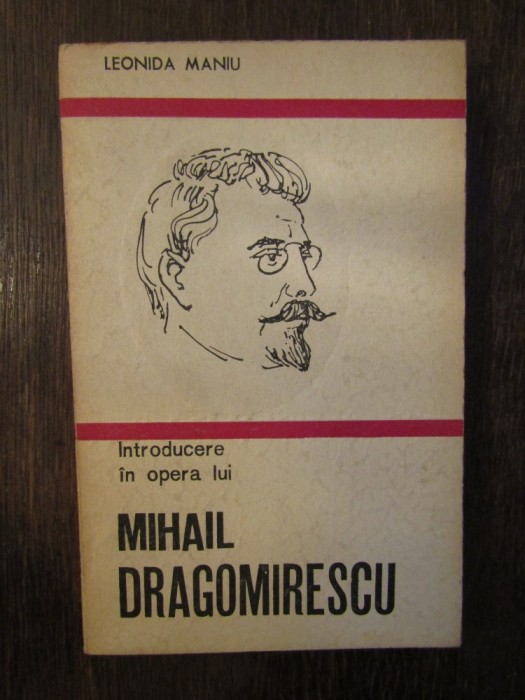 LEONIDA MANIU
Introducere
în opera lui
MIHAIL
DRAGOMIRESCU